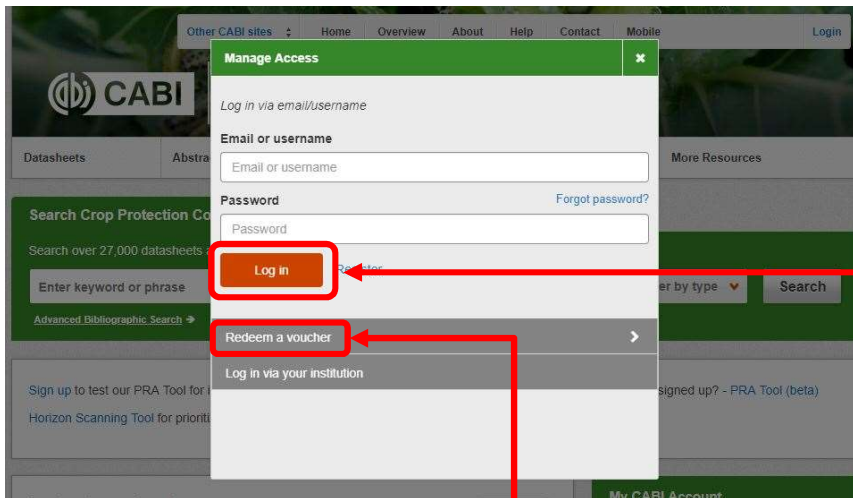 Other CABI sites Home Overview About Help Contact Mobile Login
Manage Access
CABI
Log in via email/username
Email or username
Email or username
Datasheets More Resources
Password Forgot password?
Password
Search Crop Protection
Search over 27,000 datasheets
Log in
Enter keyword or phrase by type Search
Advanced Bibliographic Search
Redeem a voucher
Log in via your institution
Sign up to test our PRA Tool for signed up? - PRA Tool (beta)
Horizon Scanning Tool for
My CABI Account